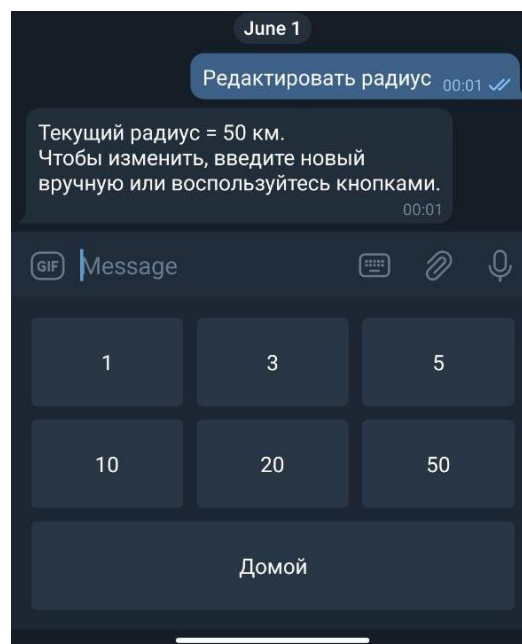 June 1
Редактировать радиус 00:01
Текущий радиус = 50 км.
Чтобы изменить, введите новый
вручную или воспользуйтесь кнопками.
00:01
GIF Message
1 3 5
10 20 50
Домой